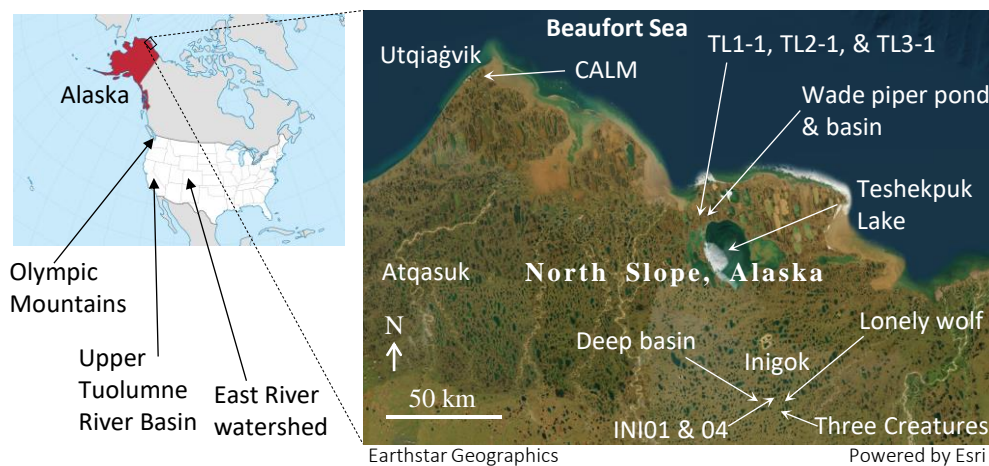 Alaska
Olympic
Mountains
Upper
Tuolumne
River Basin
East River
watershed
Beaufort Sea
Utqiaġvik
CALM
TL1-1, TL2-1, & TL3-1
Wade piper pond
& basin
Teshekpuk
Lake
Atqasuk
North Slope, Alaska
N
Lonely wolf
Deep basin
Inigok
50 km
INI01 & 04
Three Creatures
Earthstar Geographics
Powered by Esri